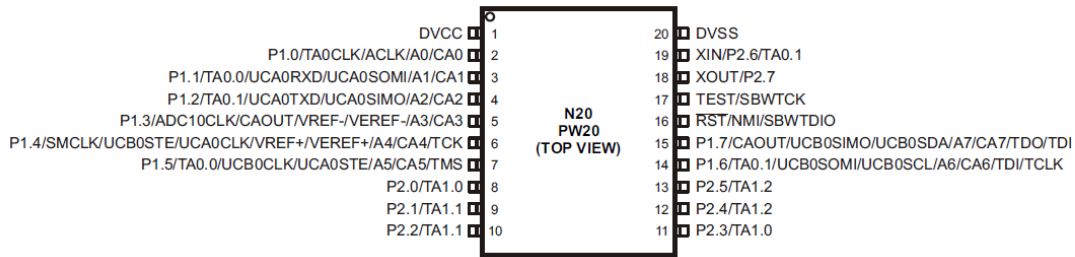 DVCC 1 20 DVSS
P1.0/TA0CLK/ACLK/A0/CA0 2 19 XIN/P2.6/TA0.1
P1.1/TA0.0/UCA0RXD/UCA0SOMI/A1/CA1 3 18 XOUT/P2.7
P1.2/TA0.1/UCA0TXD/UCA0SIMO/A2/CA2 4 17 TEST/SBWTCK
P1.3/ADC10CLK/CAOUT/VREF-/VEREF-/A3/CA3 5 16 RST/NMI/SBWTDIO
P1.4/SMCLK/UCB0STE/UCA0CLK/VREF+/VEREF+/A4/CA4/TCK 6 15 P1.7/CAOUT/UCB0SIMO/UCB0SDA/A7/CA7/TDO/TDI
P1.5/TA0.0/UCB0CLK/UCA0STE/A5/CA5/TMS 7 14 P1.6/TA0.1/UCB0SOMI/UCB0SCL/A6/CA6/TDI/TCLK
P2.0/TA1.0 8 13 P2.5/TA1.2
P2.1/TA1.1 9 12 P2.4/TA1.2
P2.2/TA1.1 10 11 P2.3/TA1.0
N20
PW20
(TOP VIEW)